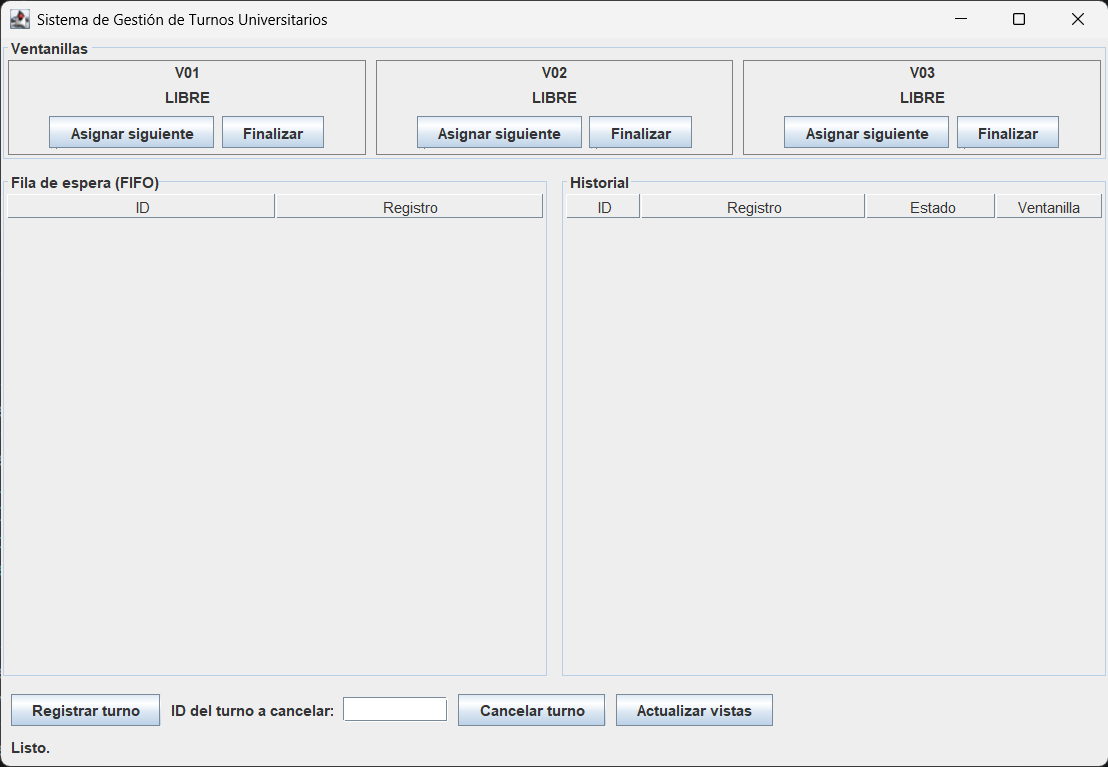 Sistema de Gestión de Turnos Universitarios
Ventanillas
V01 V02 V03
LIBRE LIBRE LIBRE
Asignar siguiente Finalizar Asignar siguiente Finalizar Asignar siguiente Finalizar
Fila de espera (FIFO) Historial
ID Registro ID Registro Estado Ventanilla
Registrar turno ID del turno a cancelar: Cancelar turno Actualizar vistas
Listo.